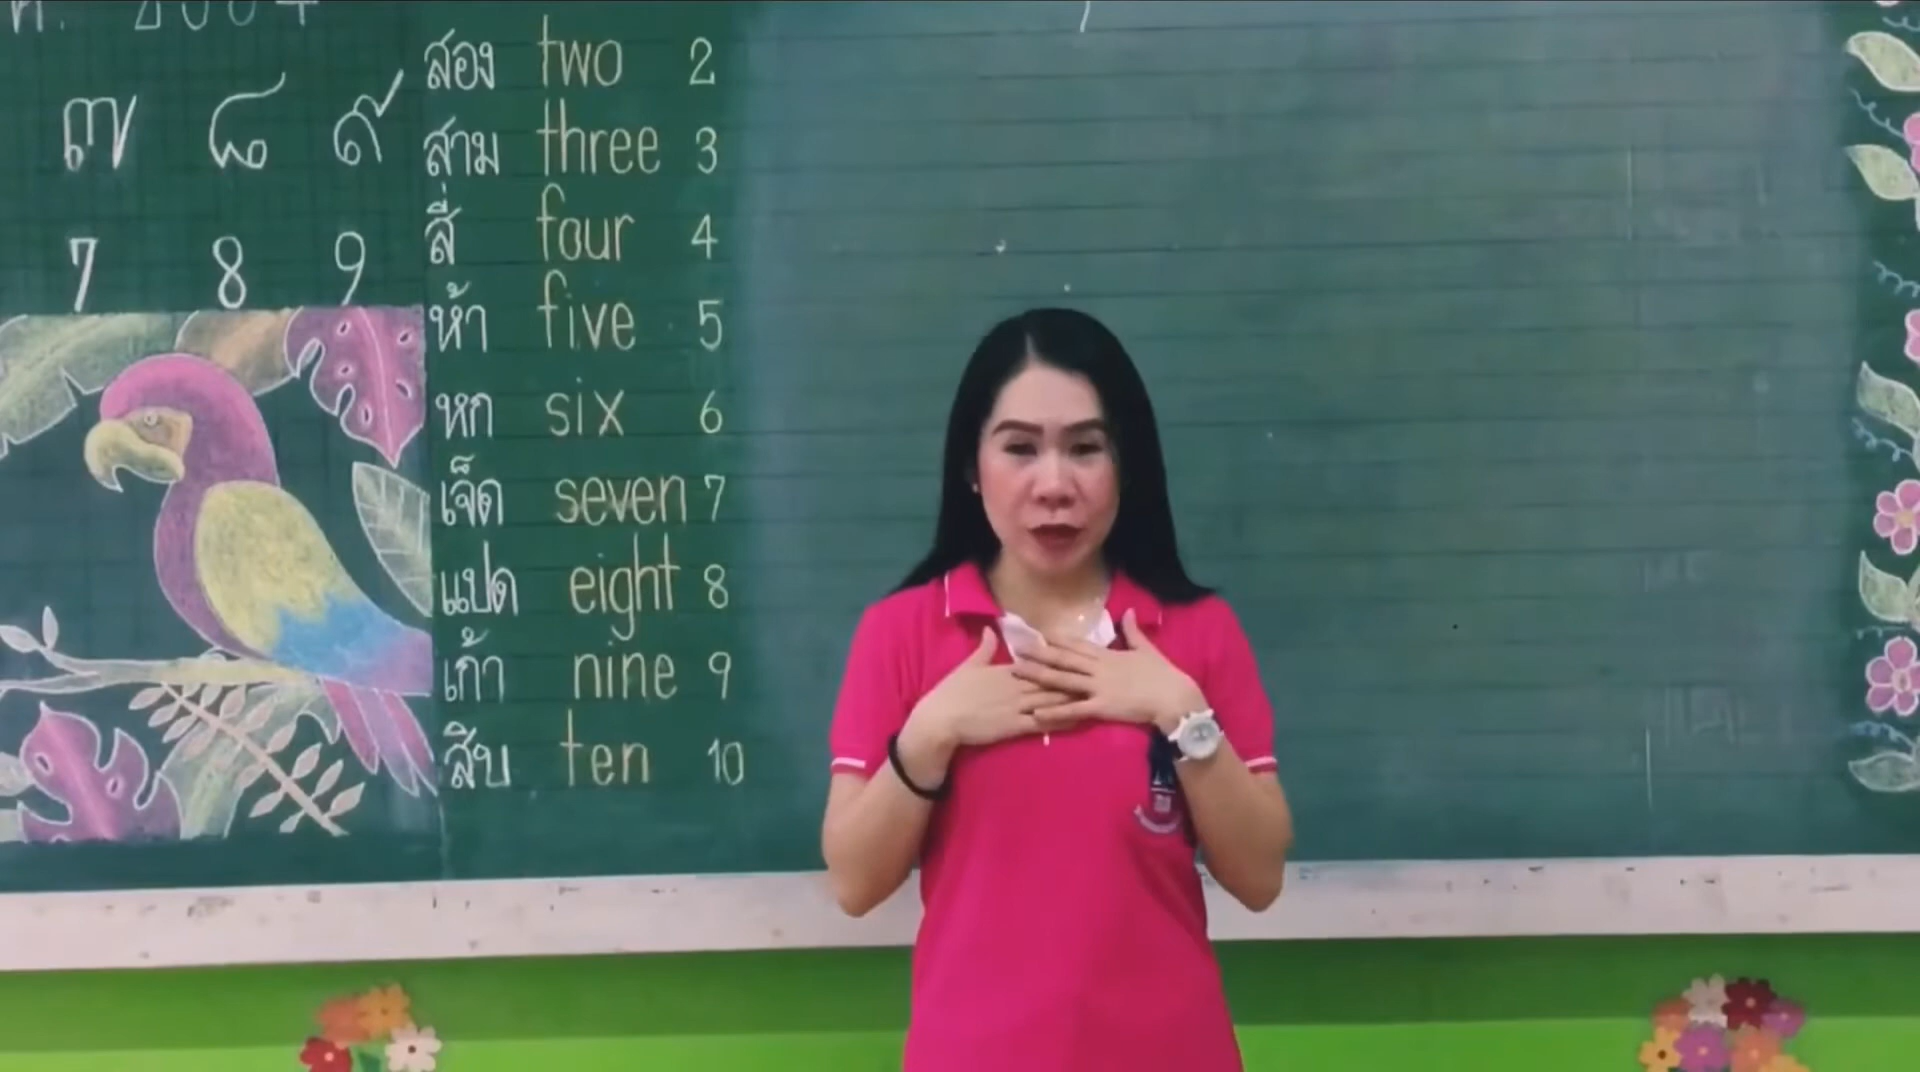 ๗ ๘ ๙
7 8 9
สอง two 2
สาม three 3
สี่ four 4
ห้า five 5
หก six 6
เจ็ด seven 7
แปด eight 8
เก้า nine 9
สิบ ten 10